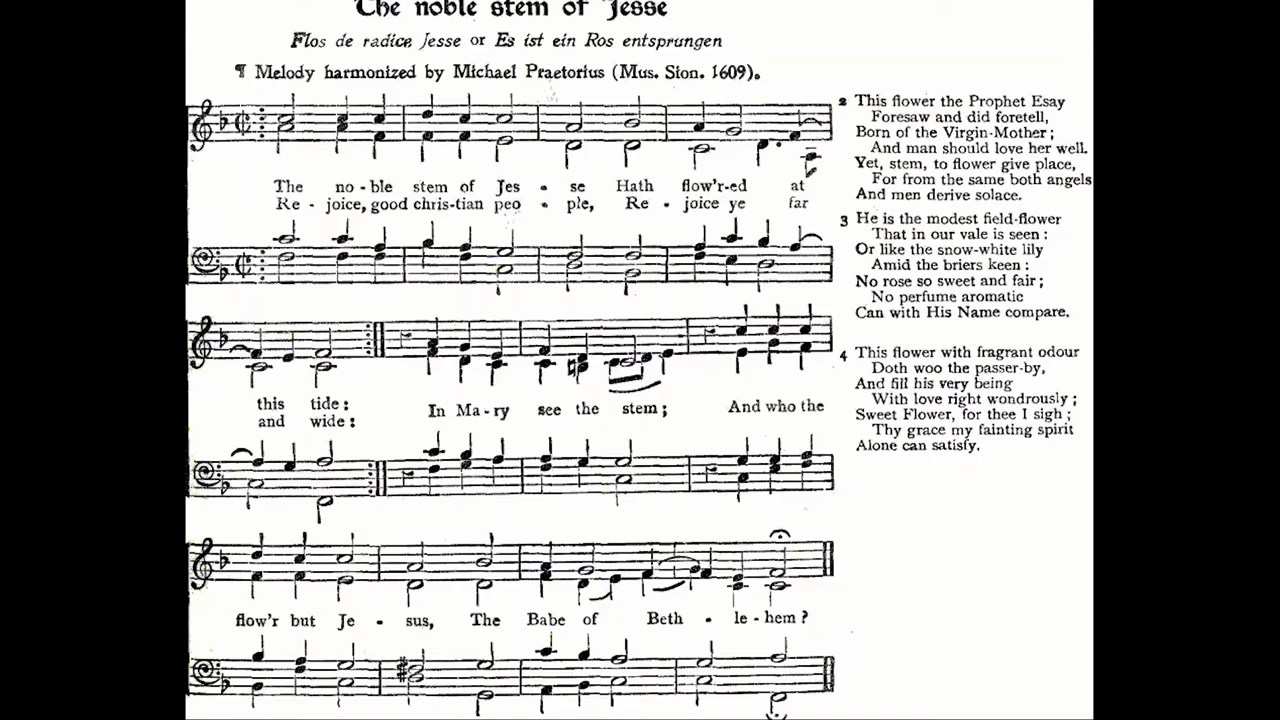 The noble stem of Jesse
Flos de radice Jesse or Es ist ein Ros entsprungen
¶ Melody harmonized by Michael Praetorius (Mus. Sion. 1609).
The no - ble stem of Jes - se Hath flow'r-ed at
Re - joice, good chris-tian peo - ple, Re - joice ye far
this tide:
and wide:
In Ma - ry see the stem; And who the
flow'r but Je - sus, The Babe of Beth - le - hem?
2 This flower the Prophet Esay
Foresaw and did foretell,
Born of the Virgin-Mother;
And man should love her well.
Yet, stem, to flower give place,
For from the same both angels
And men derive solace.
3 He is the modest field-flower
That in our vale is seen:
Or like the snow-white lily
Amid the briers keen:
No rose so sweet and fair;
No perfume aromatic
Can with His Name compare.
4 This flower with fragrant odour
Doth woo the passer-by,
And fill his very being
With love right wondrously;
Sweet Flower, for thee I sigh;
Thy grace my fainting spirit
Alone can satisfy.